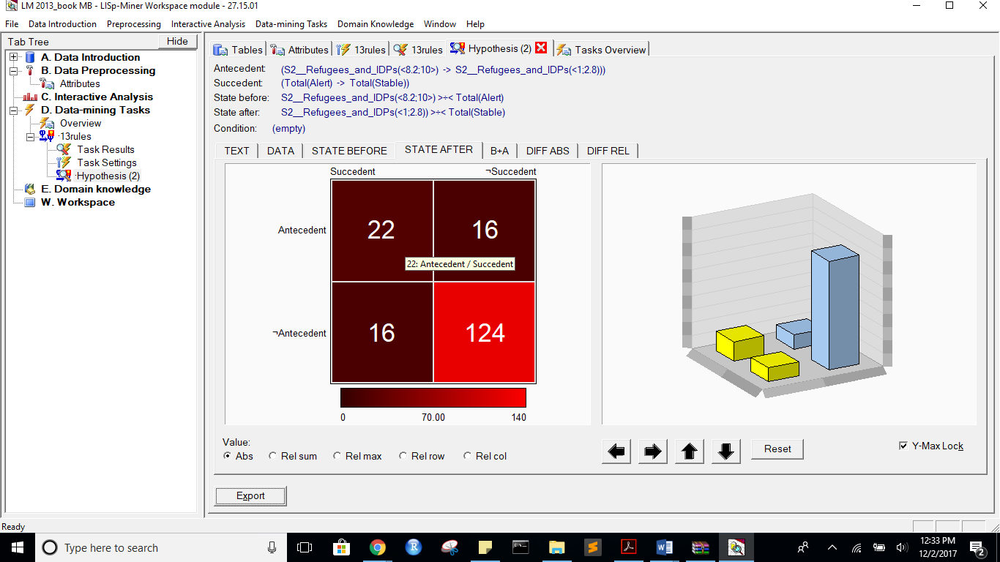 LM 2013_book MB - LISp-Miner Workspace module - 27.15.01
File Data Introduction Preprocessing Interactive Analysis Data-mining Tasks Domain Knowledge Window Help
Tab Tree Hide
A. Data Introduction
B. Data Preprocessing
Attributes
C. Interactive Analysis
D. Data-mining Tasks
Overview
·13rules
Task Results
Task Settings
·Hypothesis (2)
E. Domain knowledge
W. Workspace
Tables Attributes 13rules 13rules Hypothesis (2) Tasks Overview
Antecedent: (S2__Refugees_and_IDPs(<8.2;10>) -> S2__Refugees_and_IDPs(<1;2.8)))
Succedent: (Total(Alert) -> Total(Stable))
State before: S2__Refugees_and_IDPs(<8.2;10>) >÷< Total(Alert)
State after: S2__Refugees_and_IDPs(<1;2.8)) >÷< Total(Stable)
Condition: (empty)
TEXT DATA STATE BEFORE STATE AFTER B+A DIFF ABS DIFF REL
Succedent ¬Succedent
Antecedent 22 16
22: Antecedent / Succedent
¬Antecedent 16 124
0 70.00 140
Value:
Abs Rel sum Rel max Rel row Rel col
Reset
Y-Max Lock
Export
Ready
Type here to search
12:33 PM
12/2/2017
2